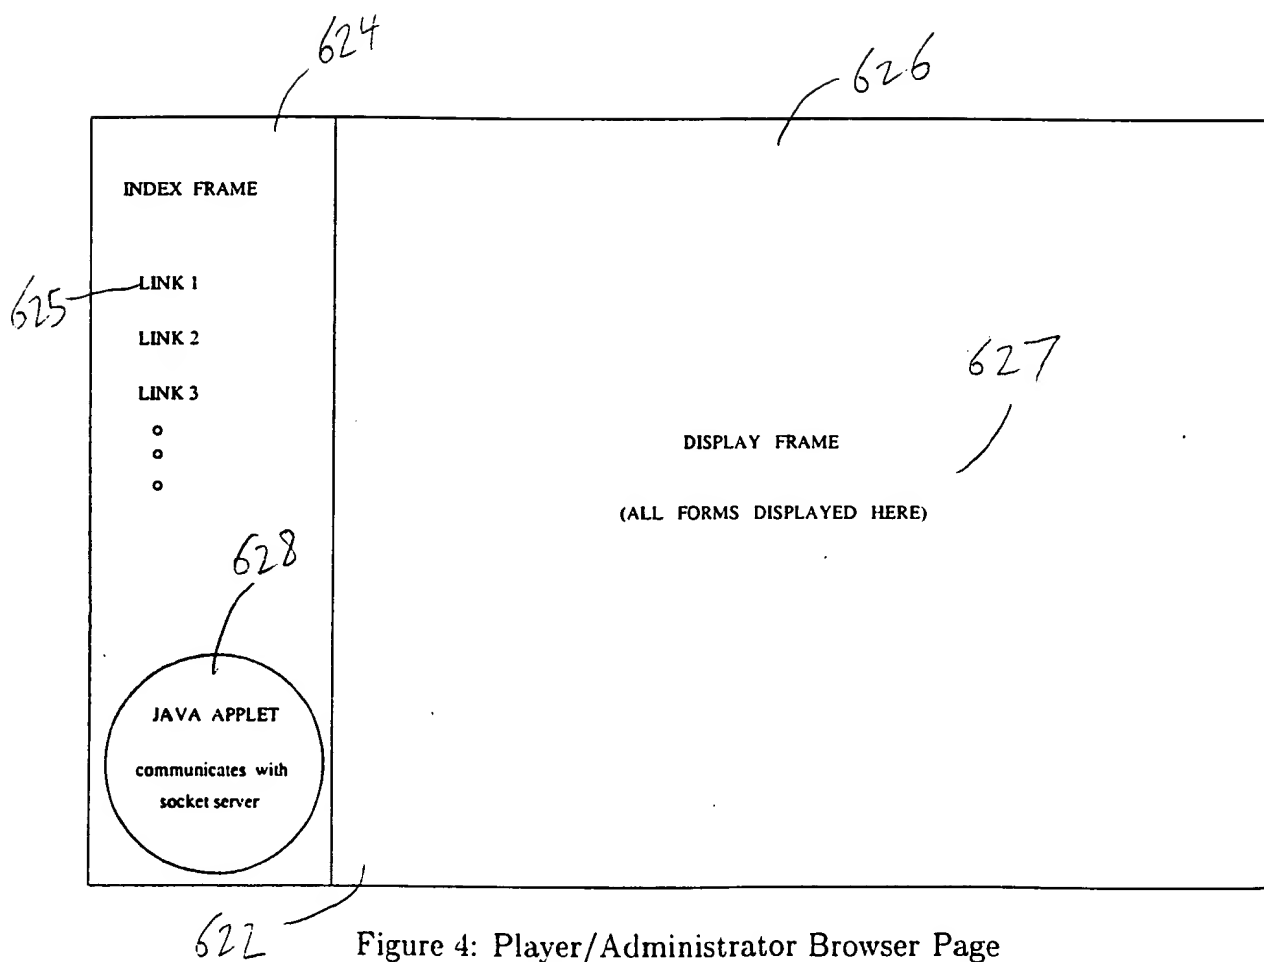 624
626
INDEX FRAME
LINK 1
625
LINK 2
LINK 3
627
DISPLAY FRAME
(ALL FORMS DISPLAYED HERE)
628
JAVA APPLET
communicates with
socket server
622
Figure 4: Player/Administrator Browser Page